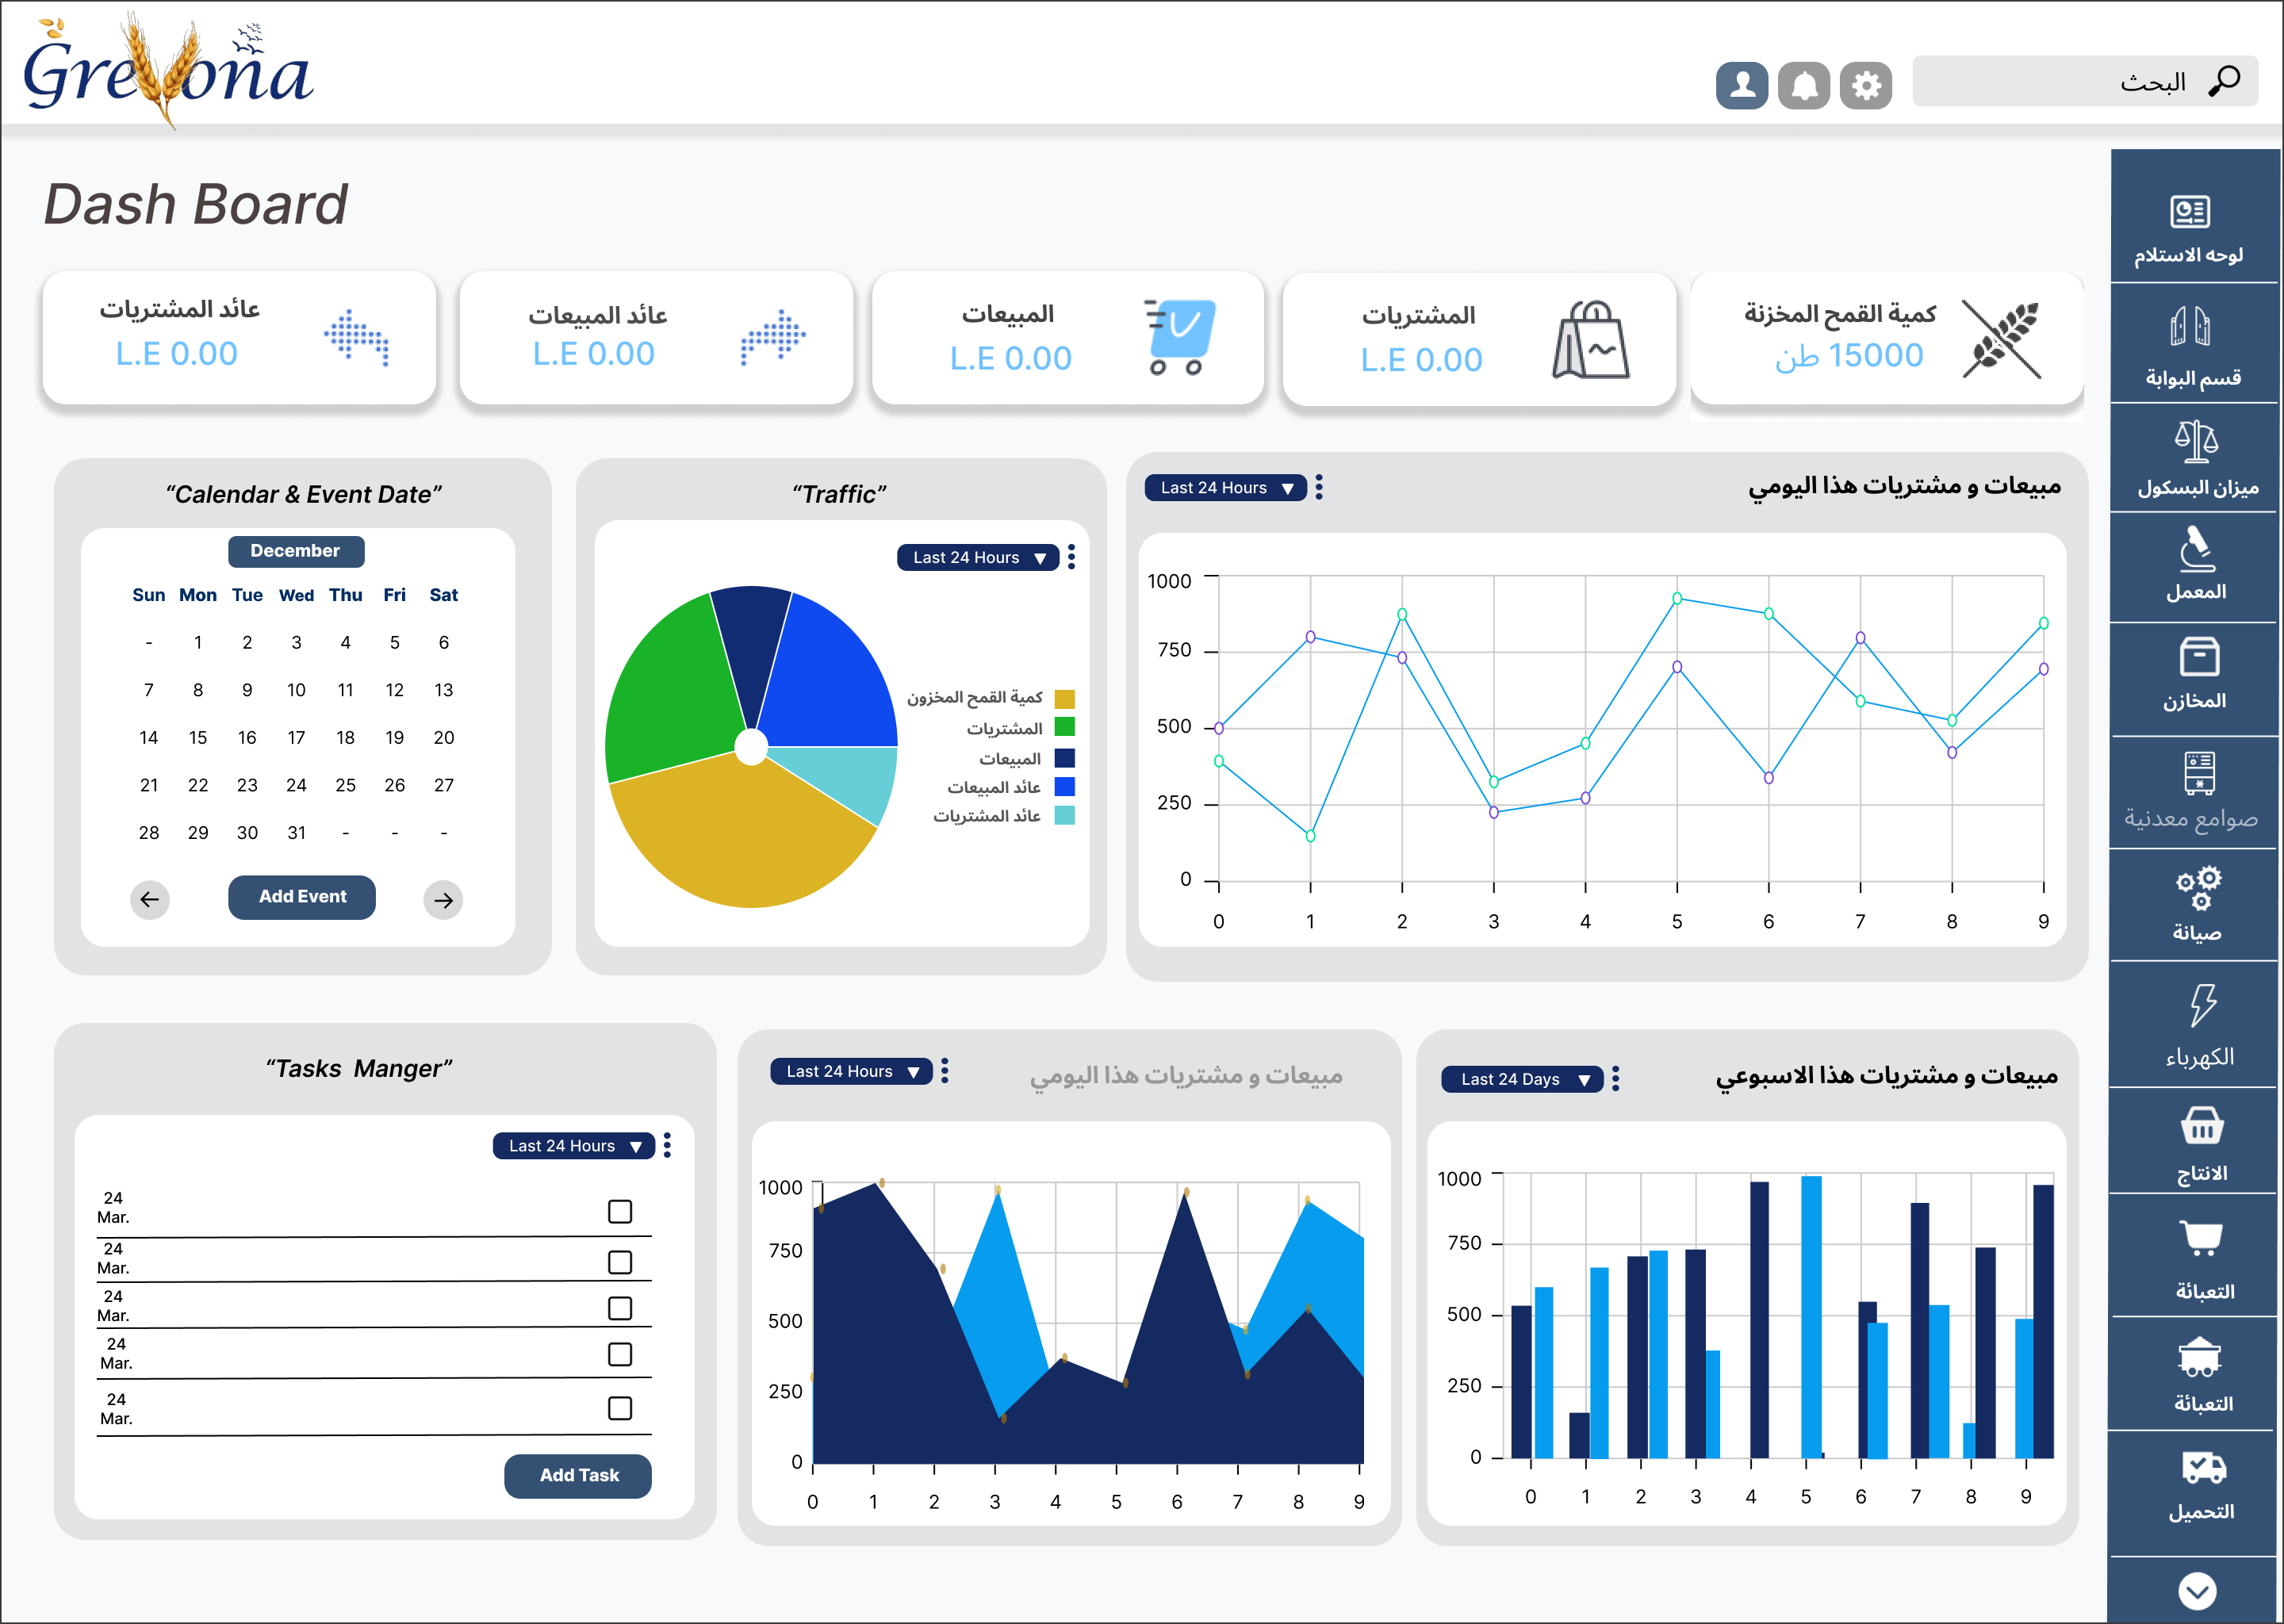 Grevona
البحث
Dash Board
عائد المشتريات
L.E 0.00
عائد المبيعات
L.E 0.00
المبيعات
L.E 0.00
المشتريات
L.E 0.00
كمية القمح المخزنة
15000 طن
“Calendar & Event Date”
December
Sun Mon Tue Wed Thu Fri Sat
- 1 2 3 4 5 6
7 8 9 10 11 12 13
14 15 16 17 18 19 20
21 22 23 24 25 26 27
28 29 30 31 - - -
Add Event
“Traffic”
Last 24 Hours
كمية القمح المخزون
المشتريات
المبيعات
عائد المبيعات
عائد المشتريات
Last 24 Hours
مبيعات و مشتريات هذا اليومي
1000
750
500
250
0
0 1 2 3 4 5 6 7 8 9
“Tasks Manger”
Last 24 Hours
24
Mar.
24
Mar.
24
Mar.
24
Mar.
24
Mar.
Add Task
Last 24 Hours
مبيعات و مشتريات هذا اليومي
1000
750
500
250
0
0 1 2 3 4 5 6 7 8 9
Last 24 Days
مبيعات و مشتريات هذا الاسبوعي
1000
750
500
250
0
0 1 2 3 4 5 6 7 8 9
لوحه الاستلام
قسم البوابة
ميزان البسكول
المعمل
المخازن
صوامع معدنية
صيانة
الكهرباء
الانتاج
التعبائة
التعبائة
التحميل